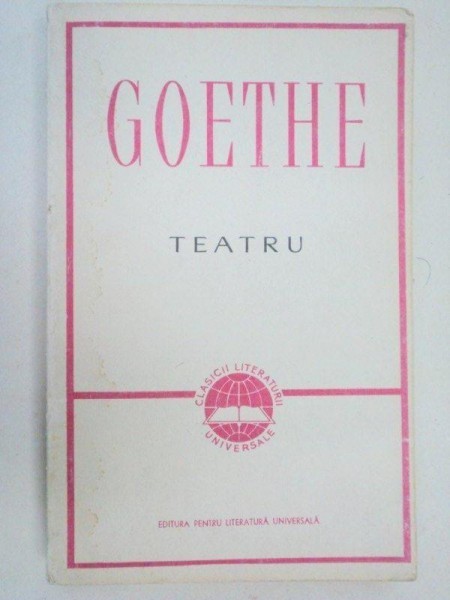 GOETHE
TEATRU
CLASICII LITERATURII
UNIVERSALE
EDITURA PENTRU LITERATURĂ UNIVERSALĂ